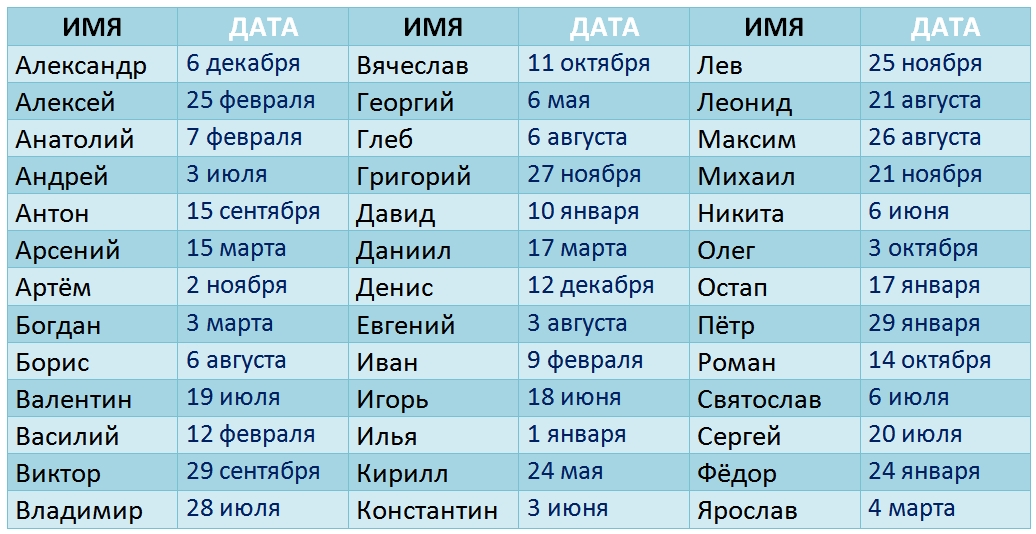 ИМЯ ДАТА ИМЯ ДАТА ИМЯ ДАТА
Александр 6 декабря Вячеслав 11 октября Лев 25 ноября
Алексей 25 февраля Георгий 6 мая Леонид 21 августа
Анатолий 7 февраля Глеб 6 августа Максим 26 августа
Андрей 3 июля Григорий 27 ноября Михаил 21 ноября
Антон 15 сентября Давид 10 января Никита 6 июня
Арсений 15 марта Даниил 17 марта Олег 3 октября
Артём 2 ноября Денис 12 декабря Остап 17 января
Богдан 3 марта Евгений 3 августа Пётр 29 января
Борис 6 августа Иван 9 февраля Роман 14 октября
Валентин 19 июля Игорь 18 июня Святослав 6 июля
Василий 12 февраля Илья 1 января Сергей 20 июля
Виктор 29 сентября Кирилл 24 мая Фёдор 24 января
Владимир 28 июля Константин 3 июня Ярослав 4 марта